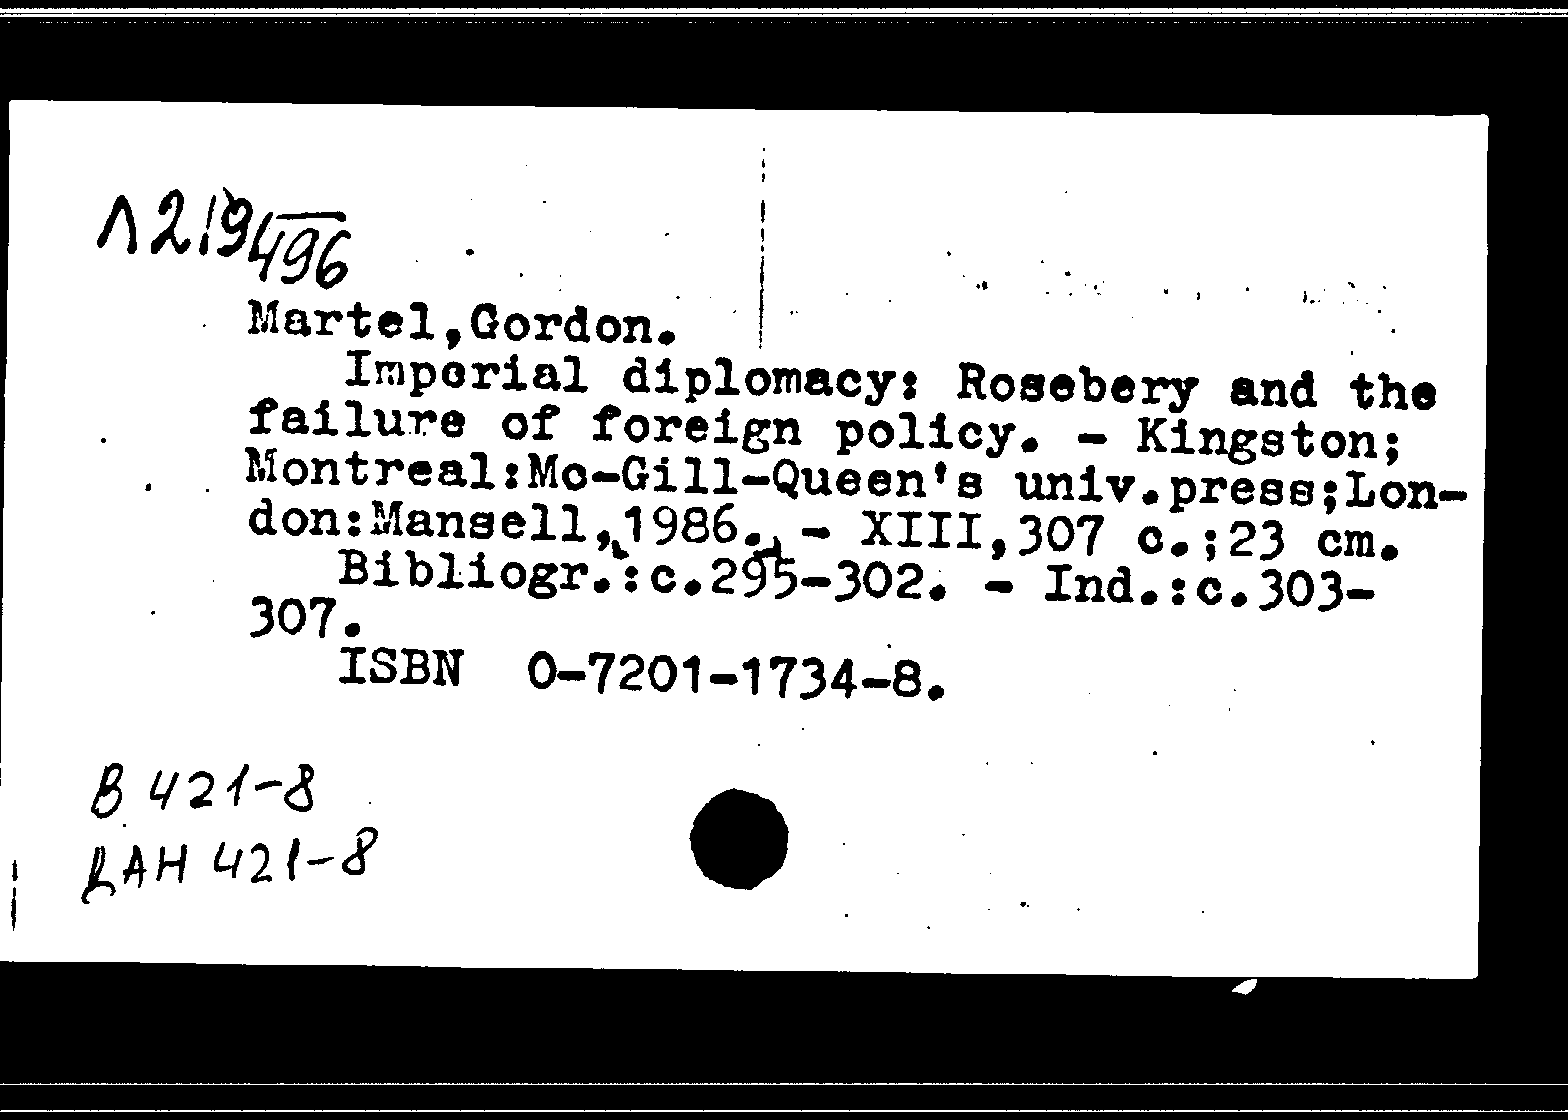 Л219/496
Martel,Gordon.
Imperial diplomacy: Rosebery and the
failure of foreign policy. - Kingston;
Montreal:Mc-Gill-Queen's univ.press;Lon-
don:Mansell,1986. - XIII,307 с.;23 cm.
Bibliogr.:с.295-302. - Ind.:с.303-
307.
ISBN 0-7201-1734-8.
В 421-8
ДАН 421-8